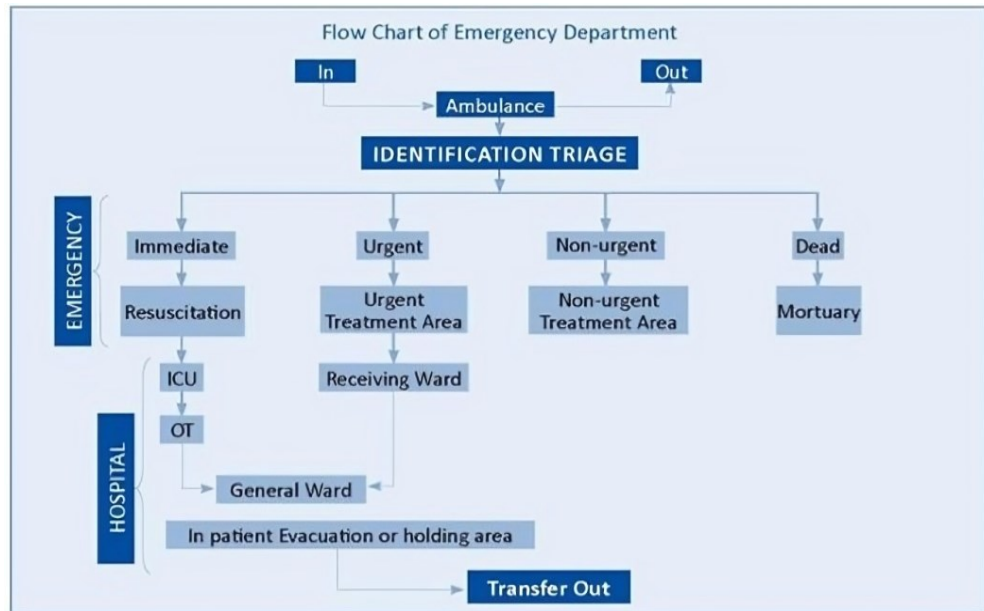 Flow Chart of Emergency Department
In
Out
Ambulance
IDENTIFICATION TRIAGE
EMERGENCY
Immediate
Urgent
Non-urgent
Dead
Resuscitation
Urgent
Treatment Area
Non-urgent
Treatment Area
Mortuary
HOSPITAL
ICU
Receiving Ward
OT
General Ward
In patient Evacuation or holding area
Transfer Out